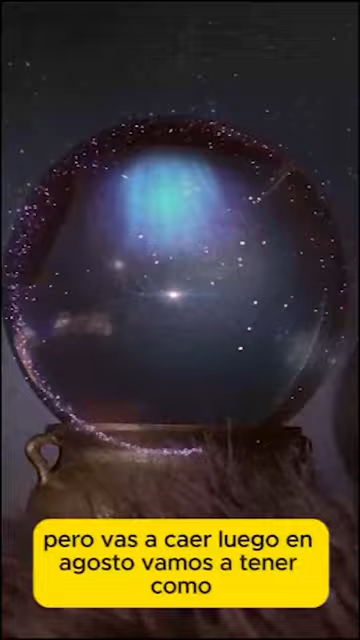 pero vas a caer luego en
agosto vamos a tener
como